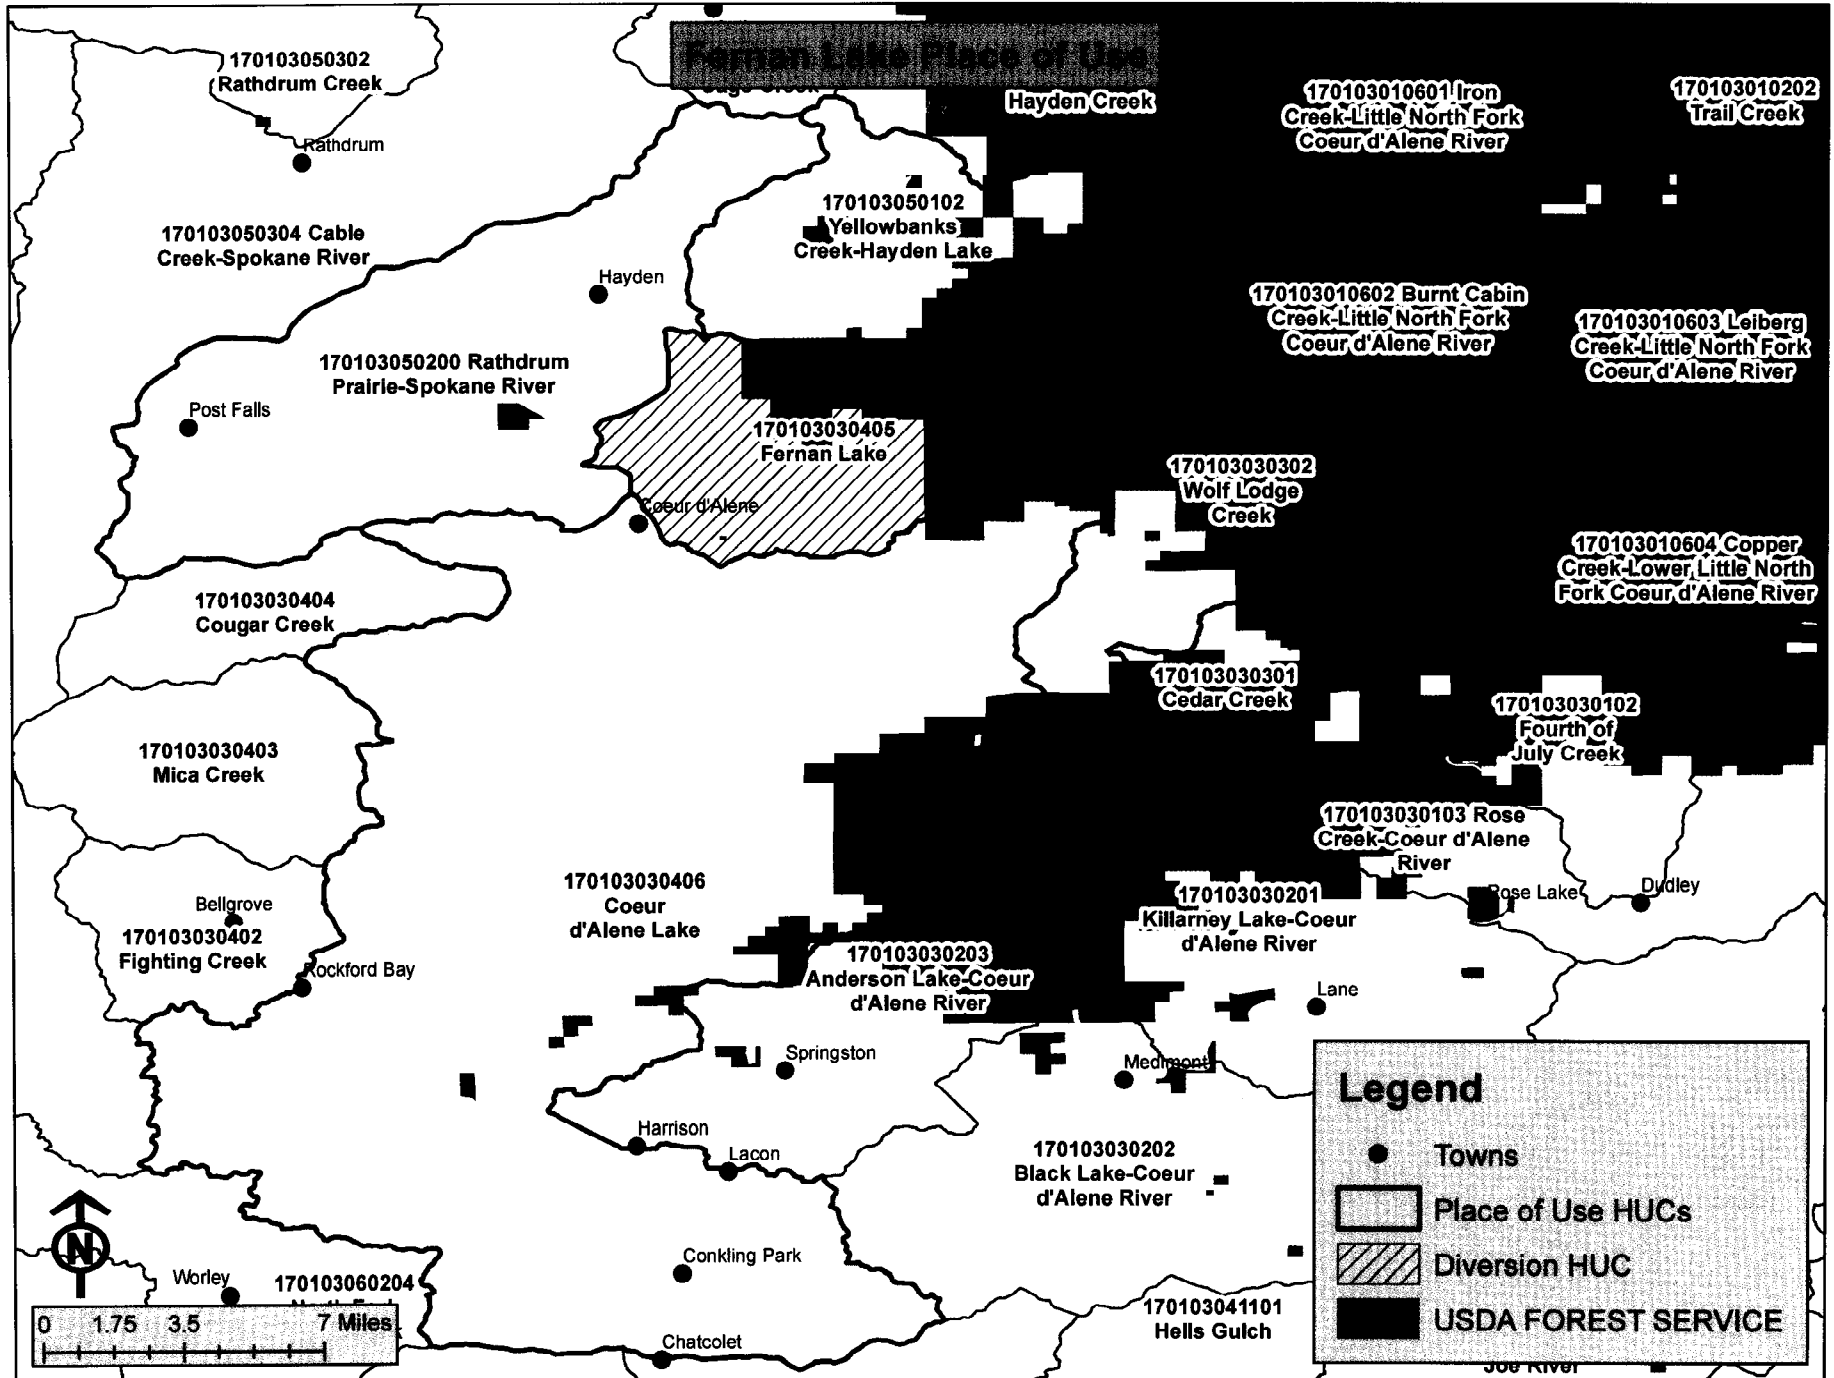 Fernan Lake Place of Use
170103050302
Rathdrum Creek
Hayden Creek
170103010601 Iron
Creek-Little North Fork
Coeur d'Alene River
170103010202
Trail Creek
Rathdrum
170103050102
Yellowbanks
Creek-Hayden Lake
170103050304 Cable
Creek-Spokane River
Hayden
170103010602 Burnt Cabin
Creek-Little North Fork
Coeur d'Alene River
170103010603 Leiberg
Creek-Little North Fork
Coeur d'Alene River
170103050200 Rathdrum
Prairie-Spokane River
Post Falls
170103030405
Fernan Lake
170103030302
Wolf Lodge
Creek
Coeur d'Alene
170103010604 Copper
Creek-Lower Little North
Fork Coeur d'Alene River
170103030404
Cougar Creek
170103030301
Cedar Creek
170103030102
Fourth of
July Creek
170103030403
Mica Creek
170103030103 Rose
Creek-Coeur d'Alene
River
170103030406
Coeur
d'Alene Lake
170103030201
Killarney Lake-Coeur
d'Alene River
Rose Lake
Dudley
Bellgrove
170103030402
Fighting Creek
Rockford Bay
170103030203
Anderson Lake-Coeur
d'Alene River
Lane
Springston
Medimont
Harrison
Lacon
170103030202
Black Lake-Coeur
d'Alene River
Conkling Park
Worley
170103060204
Chatcolet
170103041101
Hells Gulch
Joe River
N
0 1.75 3.5 7 Miles
Legend
Towns
Place of Use HUCs
Diversion HUC
USDA FOREST SERVICE